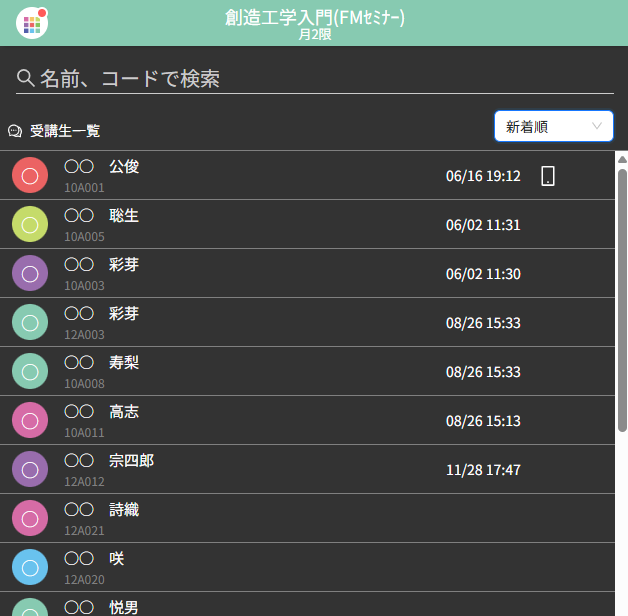 創造工学入門(FMｾﾐﾅｰ)
月2限
名前、コードで検索
受講生一覧
新着順
〇〇　公俊
10A001
06/16 19:12
〇〇　聡生
10A005
06/02 11:31
〇〇　彩芽
10A003
06/02 11:30
〇〇　彩芽
12A003
08/26 15:33
〇〇　寿梨
10A008
08/26 15:33
〇〇　高志
10A011
08/26 15:13
〇〇　宗四郎
12A012
11/28 17:47
〇〇　詩織
12A021
〇〇　咲
12A020
〇〇　悦男